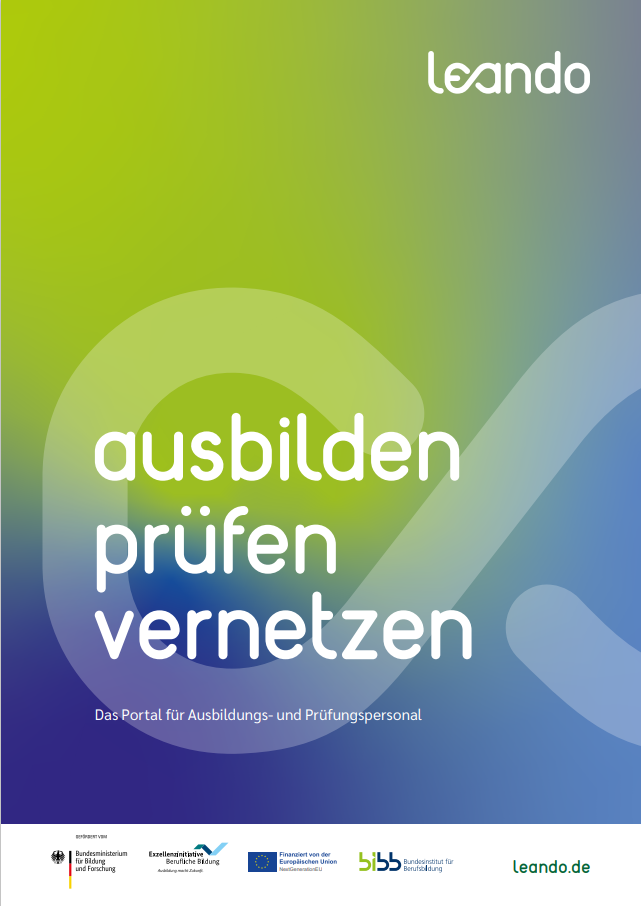 leando
ausbilden
prüfen
vernetzen
Das Portal für Ausbildungs- und Prüfungspersonal
GEFÖRDERT VOM
Bundesministerium
für Bildung
und Forschung
Exzellenzinitiative
Berufliche Bildung
Ausbildung macht Zukunft
Finanziert von der
Europäischen Union
NextGenerationEU
bibb
Bundesinstitut für
Berufsbildung
leando.de